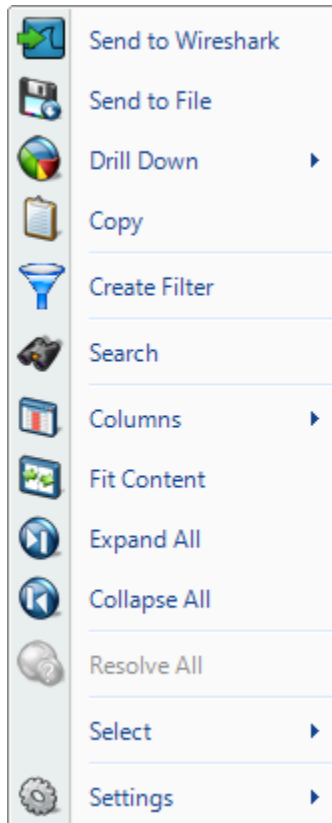 Send to Wireshark
Send to File
Drill Down
Copy
Create Filter
Search
Columns
Fit Content
Expand All
Collapse All
Resolve All
Select
Settings